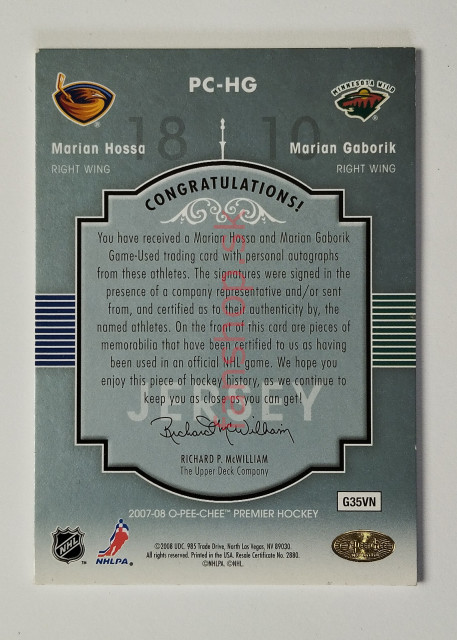 PC-HG
MINNESOTA WILD
18 10
Marian Hossa Marian Gaborik
RIGHT WING RIGHT WING
CONGRATULATIONS!
You have received a Marian Hossa and Marian Gaborik
Game-Used trading card with personal autographs
from these athletes. The signatures were signed in the
presence of a company representative and/or sent
from, and certified as to their authenticity by, the
named athletes. On the front of this card are pieces of
memorabilia that have been certified to us as having
been used in an official NHL game. We hope you
enjoy this piece of hockey history, as we continue to
keep you as close as you can get!
JERSEY
Richard P. McWilliam
RICHARD P. McWILLIAM
The Upper Deck Company
G35VN
2007-08 O-PEE-CHEE™ PREMIER HOCKEY
NHL ™ NHLPA.
©2008 UDC. 985 Trade Drive, North Las Vegas, NV 89030.
All rights reserved. Printed in the USA. Resale Certificate No. 2880.
©NHLPA. ©NHL.